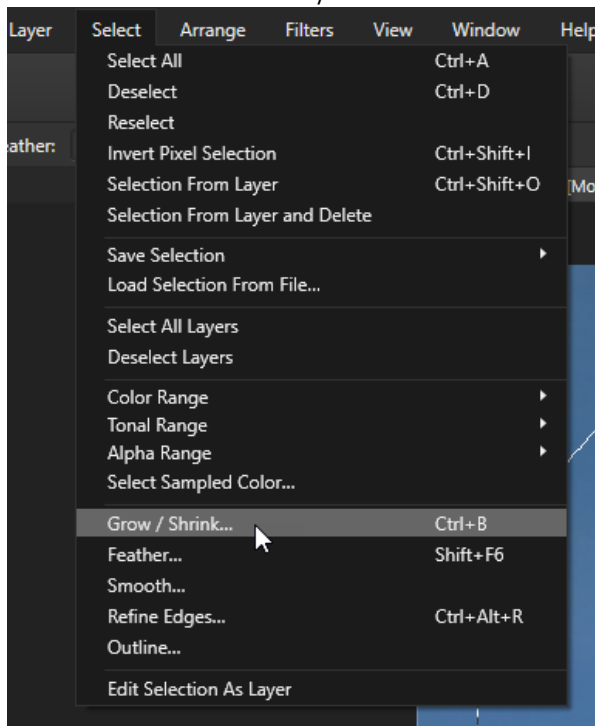 Layer Select Arrange Filters View Window Help
Select All Ctrl+A
Deselect Ctrl+D
Reselect
eather:
Invert Pixel Selection Ctrl+Shift+I
Selection From Layer Ctrl+Shift+O
[Mo
Selection From Layer and Delete
Save Selection
Load Selection From File...
Select All Layers
Deselect Layers
Color Range
Tonal Range
Alpha Range
Select Sampled Color...
Grow / Shrink... Ctrl+B
Feather... Shift+F6
Smooth...
Refine Edges... Ctrl+Alt+R
Outline...
Edit Selection As Layer